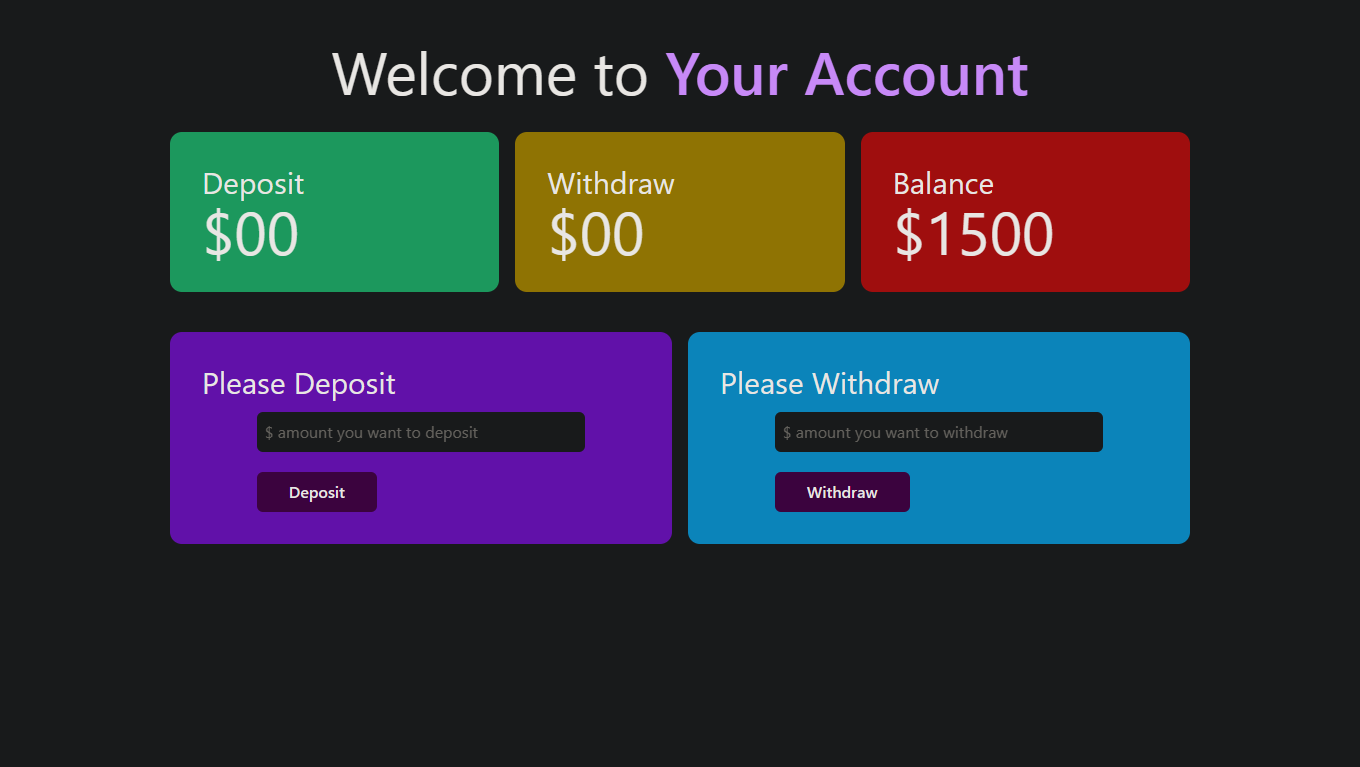 Welcome to Your Account
Deposit
$00
Withdraw
$00
Balance
$1500
Please Deposit
$ amount you want to deposit
Deposit
Please Withdraw
$ amount you want to withdraw
Withdraw